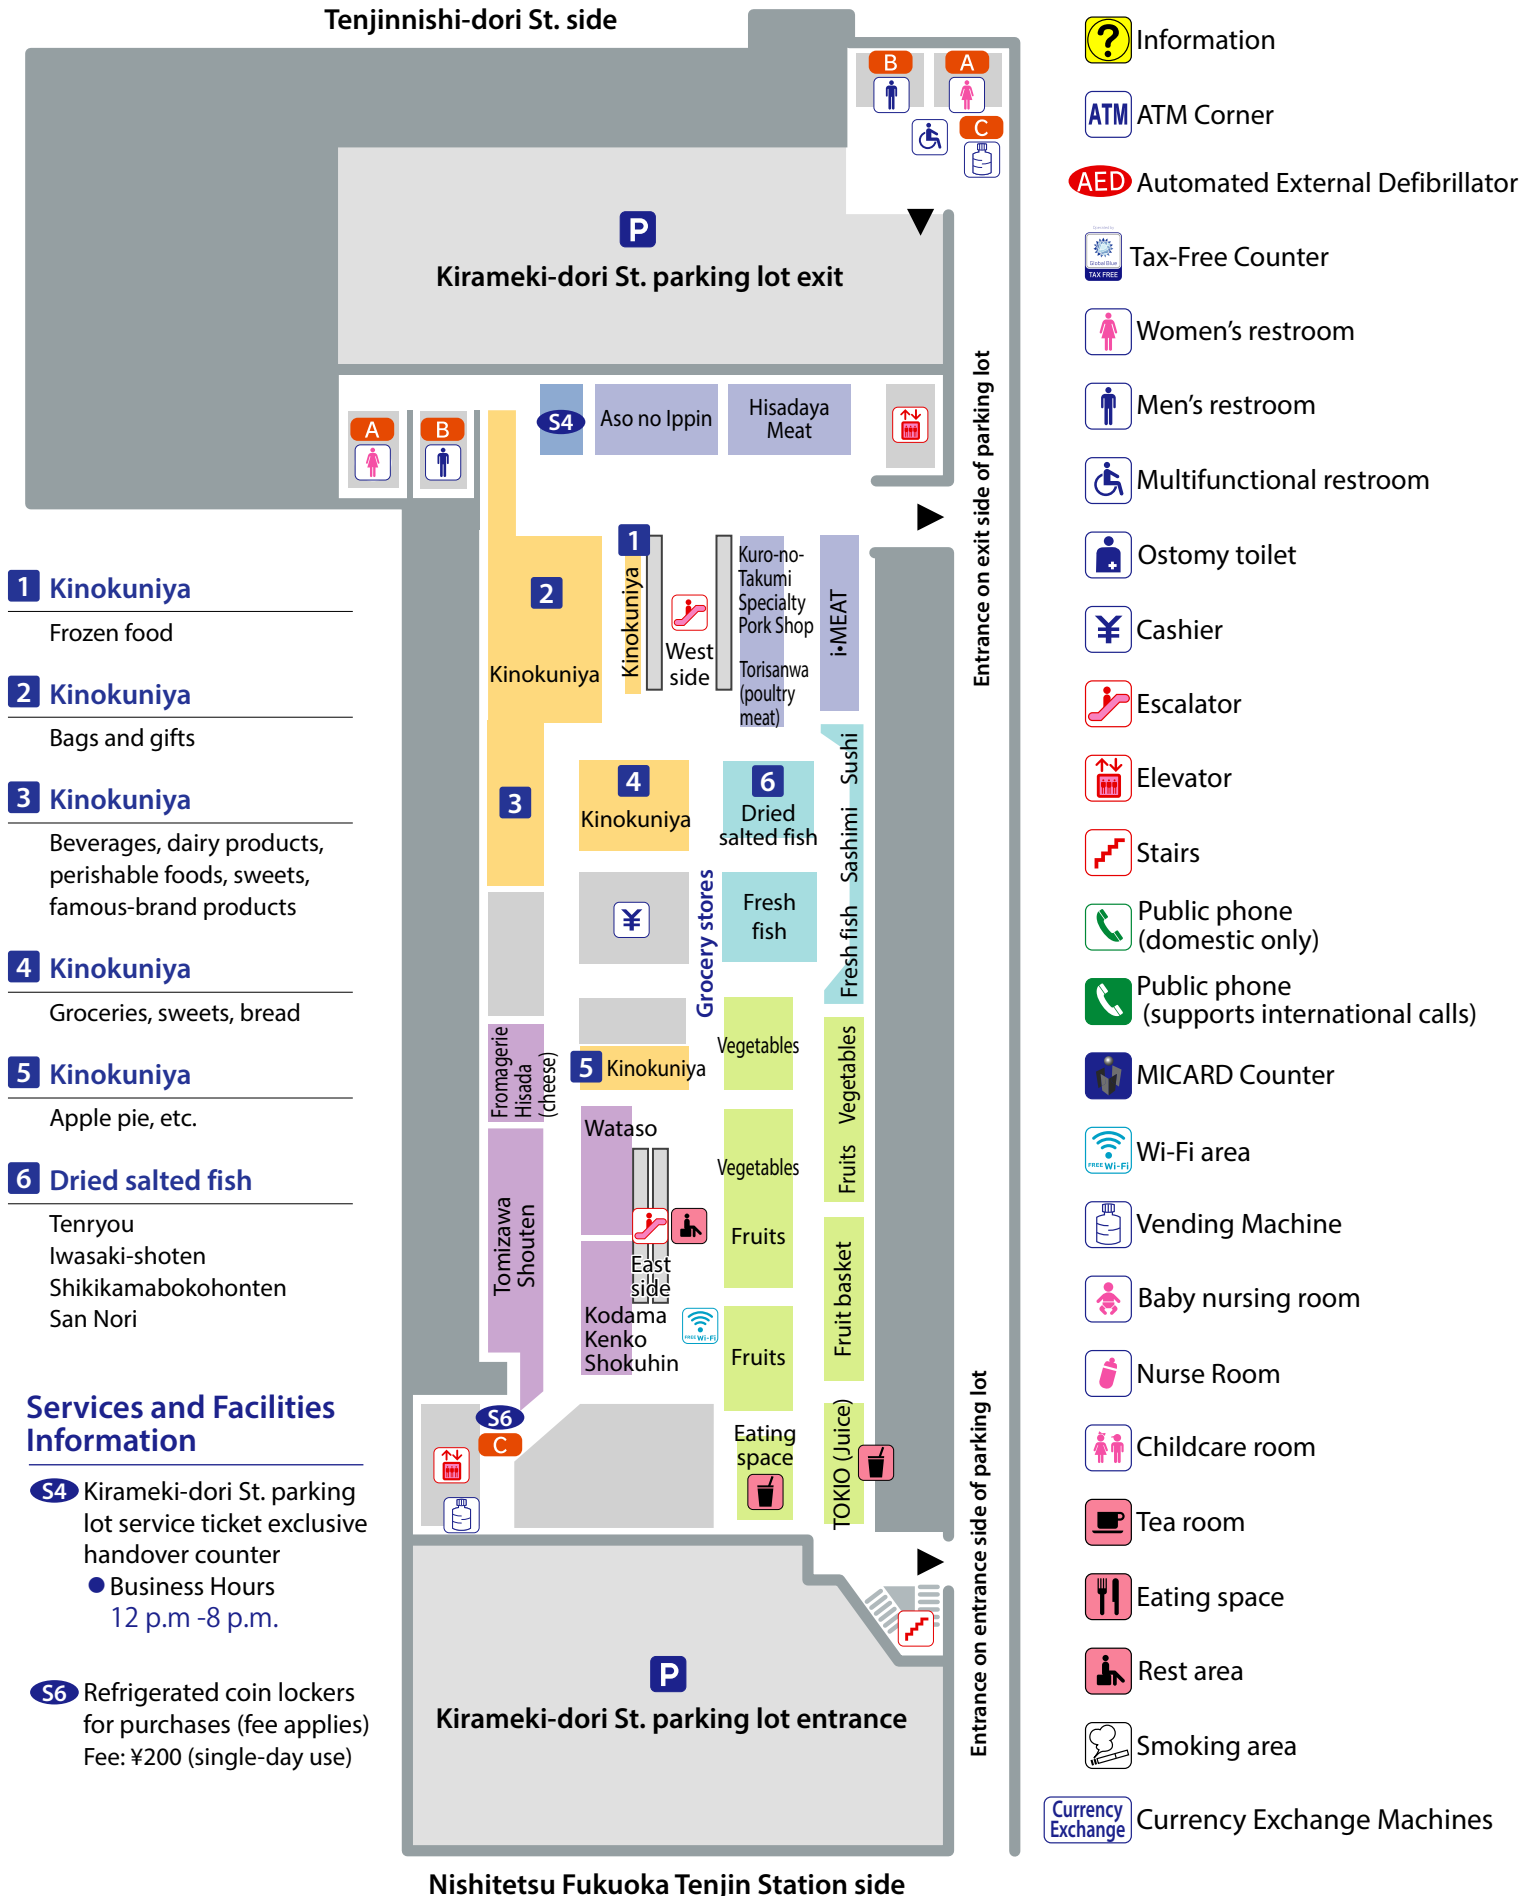 Tenjinnishi-dori St. side
B
A
C
P
Kirameki-dori St. parking lot exit
Entrance on exit side of parking lot
A
B
S4
Aso no Ippin
Hisadaya
Meat
1
2
Kinokuniya
Kinokuniya
West
side
Kuro-no-
Takumi
Specialty
Pork Shop
Torisanwa
(poultry
meat)
i•MEAT
3
4
Kinokuniya
6
Dried
salted fish
Sushi
Sashimi
Fresh fish
¥
Grocery stores
Fresh
fish
Fromagerie
Hisada
(cheese)
5
Kinokuniya
Vegetables
Vegetables
Fruits
Wataso
Vegetables
Fruits
Tomizawa
Shouten
East
side
Kodama
Kenko
Shokuhin
FREE Wi-Fi
Fruits
Fruit basket
S6
C
Eating
space
TOKIO (Juice)
Entrance on entrance side of parking lot
P
Kirameki-dori St. parking lot entrance
Nishitetsu Fukuoka Tenjin Station side
1 Kinokuniya
Frozen food
2 Kinokuniya
Bags and gifts
3 Kinokuniya
Beverages, dairy products,
perishable foods, sweets,
famous-brand products
4 Kinokuniya
Groceries, sweets, bread
5 Kinokuniya
Apple pie, etc.
6 Dried salted fish
Tenryou
Iwasaki-shoten
Shikikamabokohonten
San Nori
Services and Facilities
Information
S4 Kirameki-dori St. parking
lot service ticket exclusive
handover counter
● Business Hours
12 p.m -8 p.m.
S6 Refrigerated coin lockers
for purchases (fee applies)
Fee: ¥200 (single-day use)
? Information
ATM ATM Corner
AED Automated External Defibrillator
Global Blue
TAX FREE
Tax-Free Counter
Women's restroom
Men's restroom
Multifunctional restroom
Ostomy toilet
¥ Cashier
Escalator
Elevator
Stairs
Public phone
(domestic only)
Public phone
(supports international calls)
MICARD Counter
FREE Wi-Fi
Wi-Fi area
Vending Machine
Baby nursing room
Nurse Room
Childcare room
Tea room
Eating space
Rest area
Smoking area
Currency
Exchange
Currency Exchange Machines